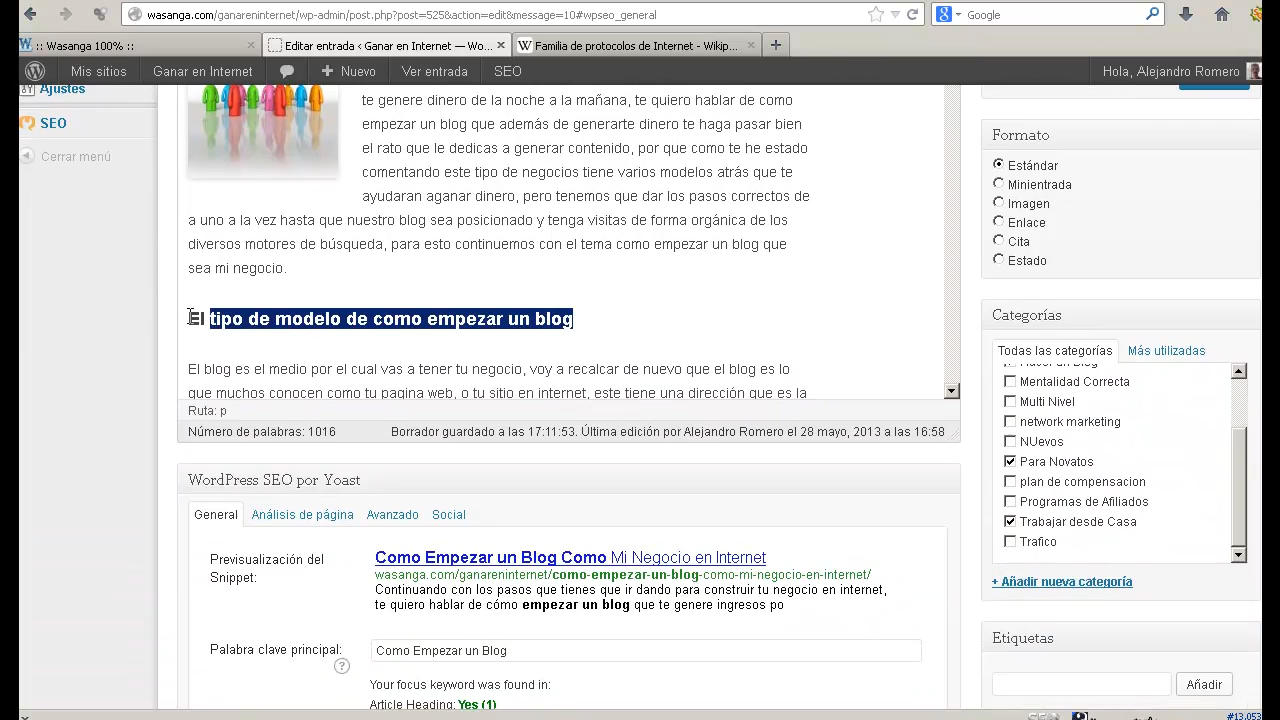 wasanga.com/ganareninternet/wp-admin/post.php?post=525&action=edit&message=10#wpseo_general
Google
:: Wasanga 100% ::
Editar entrada ‹ Ganar en Internet — Wo...
Familia de protocolos de Internet - Wikip...
Mis sitios
Ganar en Internet
Nuevo
Ver entrada
SEO
Hola, Alejandro Romero
Ajustes
SEO
Cerrar menú
te genere dinero de la noche a la mañana, te quiero hablar de como
empezar un blog que además de generarte dinero te hará pasar bien
el rato que le dedicas a generar contenido, por que como te he estado
comentando este tipo de negocios tiene varios modelos atrás que te
ayudaran aganar dinero, pero tenemos que dar los pasos correctos de
a uno a la vez hasta que nuestro blog sea posicionado y tenga visitas de forma orgánica de los
diversos motores de búsqueda, para esto continuemos con el tema como empezar un blog que
sea mi negocio.
El tipo de modelo de como empezar un blog
El blog es el medio por el cual vas a tener tu negocio, voy a recalcar de nuevo que el blog es lo
que muchos conocen como tu pagina web, o tu sitio en internet, este tiene una dirección que es la
Ruta: p
Número de palabras: 1016
Borrador guardado a las 17:11:53. Última edición por Alejandro Romero el 28 mayo, 2013 a las 16:58
WordPress SEO por Yoast
General
Análisis de página
Avanzado
Social
Previsualización del
Snippet:
Como Empezar un Blog Como Mi Negocio en Internet
wasanga.com/ganareninternet/como-empezar-un-blog-como-mi-negocio-en-internet/
Continuando con los pasos que tienes que ir dando para construir tu negocio en internet,
te quiero hablar de cómo empezar un blog que te genere ingresos po
Palabra clave principal:
?
Como Empezar un Blog
Your focus keyword was found in:
Article Heading: Yes (1)
Formato
Estándar
Minientrada
Imagen
Enlace
Cita
Estado
Categorías
Todas las categorías
Más utilizadas
Mentalidad Correcta
Multi Nivel
network marketing
NUevos
Para Novatos
plan de compensacion
Programas de Afiliados
Trabajar desde Casa
Trafico
+ Añadir nueva categoría
Etiquetas
Añadir
#13,053